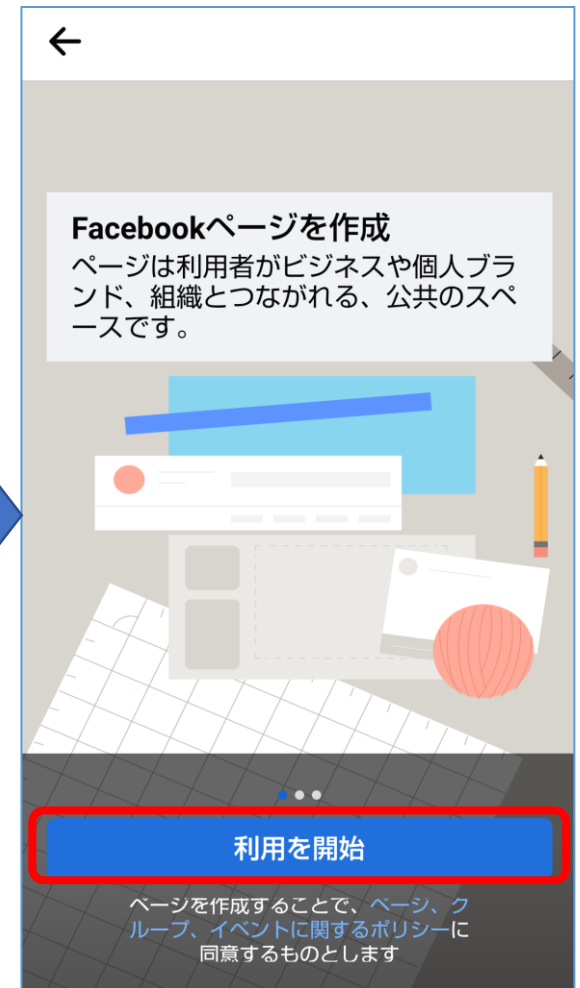 Facebookページを作成
ページは利用者がビジネスや個人ブラ
ンド、組織とつながれる、公共のスペ
ースです。
利用を開始
ページを作成することで、ページ、グ
ループ、イベントに関するポリシーに
同意するものとします